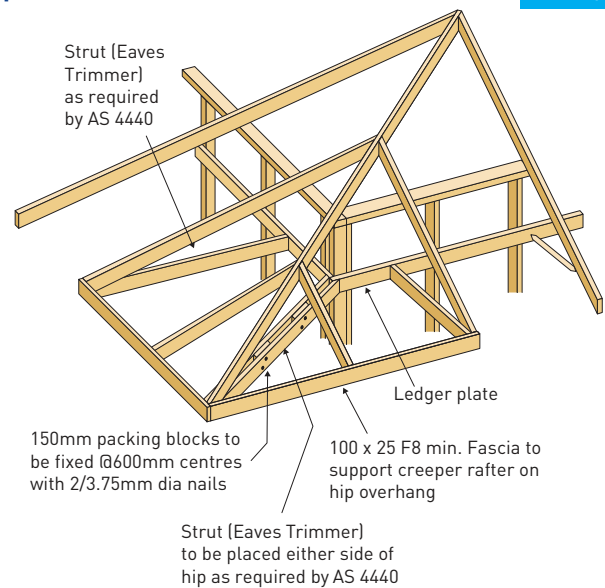 Strut (Eaves
Trimmer)
as required
by AS 4440
Ledger plate
150mm packing blocks to
be fixed @600mm centres
with 2/3.75mm dia nails
100 x 25 F8 min. Fascia to
support creeper rafter on
hip overhang
Strut (Eaves Trimmer)
to be placed either side of
hip as required by AS 4440